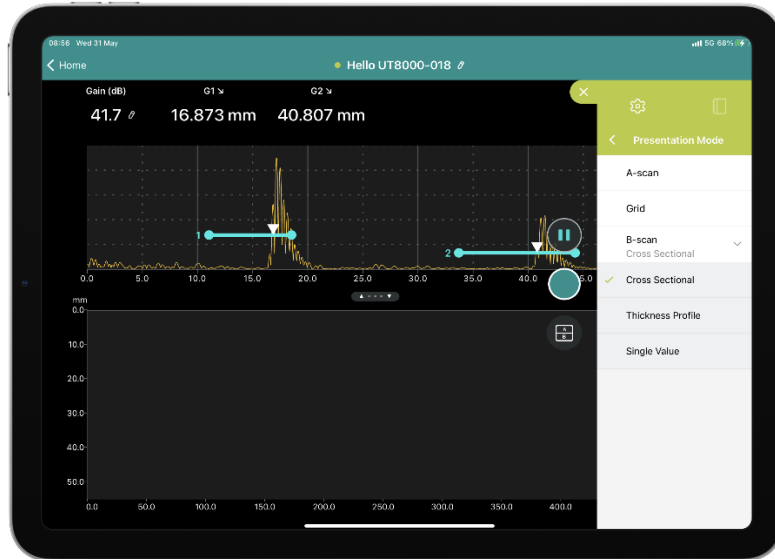 08:56 Wed 31 May
5G 68%
Home
Hello UT8000-018
Gain (dB) G1 G2
41.7 16.873 mm 40.807 mm
Presentation Mode
A-scan
Grid
B-scan
Cross Sectional
Cross Sectional
Thickness Profile
Single Value
1
2
0.0 5.0 10.0 15.0 20.0 25.0 30.0 35.0 40.0 45.0
mm
0.0
A
B
10.0
20.0
30.0
40.0
50.0
0.0 50.0 100.0 150.0 200.0 250.0 300.0 350.0 400.0